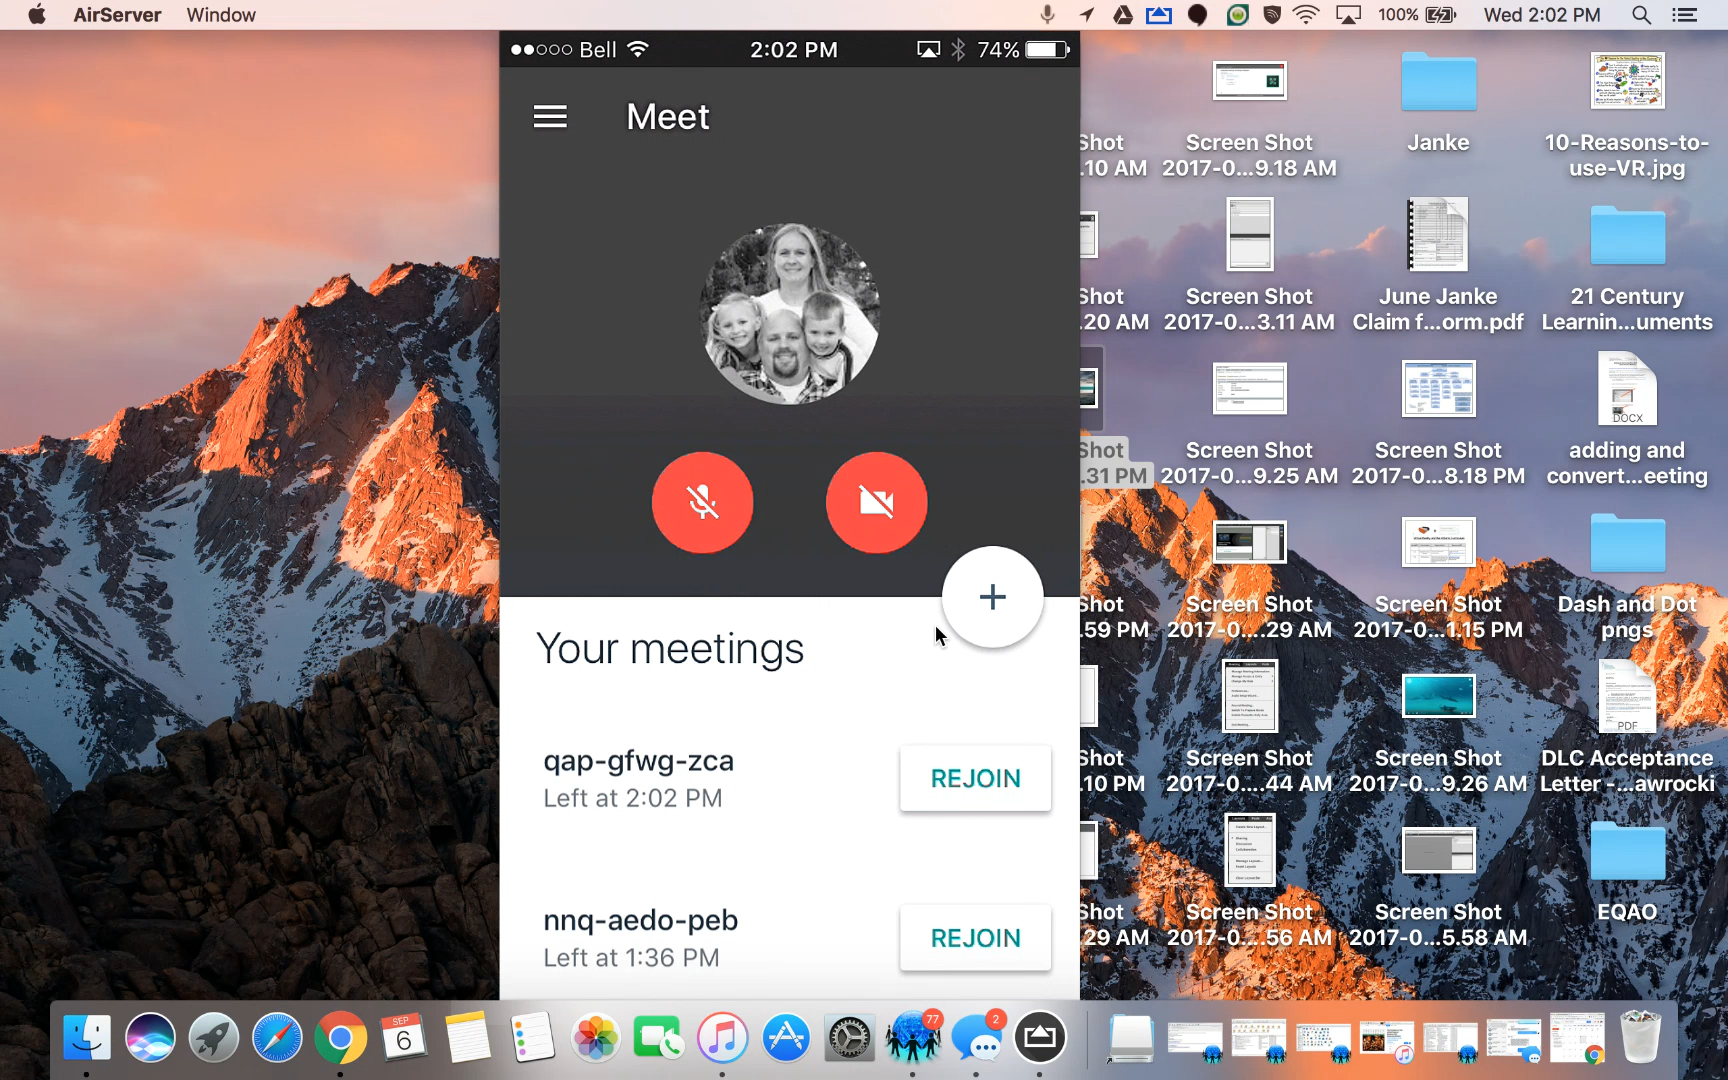 AirServer Window
100% Wed 2:02 PM
Bell 2:02 PM 74%
Meet
Your meetings
qap-gfwg-zca
Left at 2:02 PM
REJOIN
nnq-aedo-peb
Left at 1:36 PM
REJOIN
Shot
.10 AM
Screen Shot
2017-0...9.18 AM
Janke
10-Reasons-to-
use-VR.jpg
Shot
.20 AM
Screen Shot
2017-0...3.11 AM
June Janke
Claim f...orm.pdf
21 Century
Learnin...uments
Shot
.31 PM
Screen Shot
2017-0...9.25 AM
Screen Shot
2017-0...8.18 PM
DOCX
adding and
convert...eeting
Shot
.59 PM
Screen Shot
2017-0....29 AM
Screen Shot
2017-0...1.15 PM
Dash and Dot
pngs
Shot
.10 PM
Screen Shot
2017-0....44 AM
Screen Shot
2017-0...9.26 AM
PDF
DLC Acceptance
Letter -...awrocki
Shot
.29 AM
Screen Shot
2017-0....56 AM
Screen Shot
2017-0...5.58 AM
EQAO
SEP
6
77
2